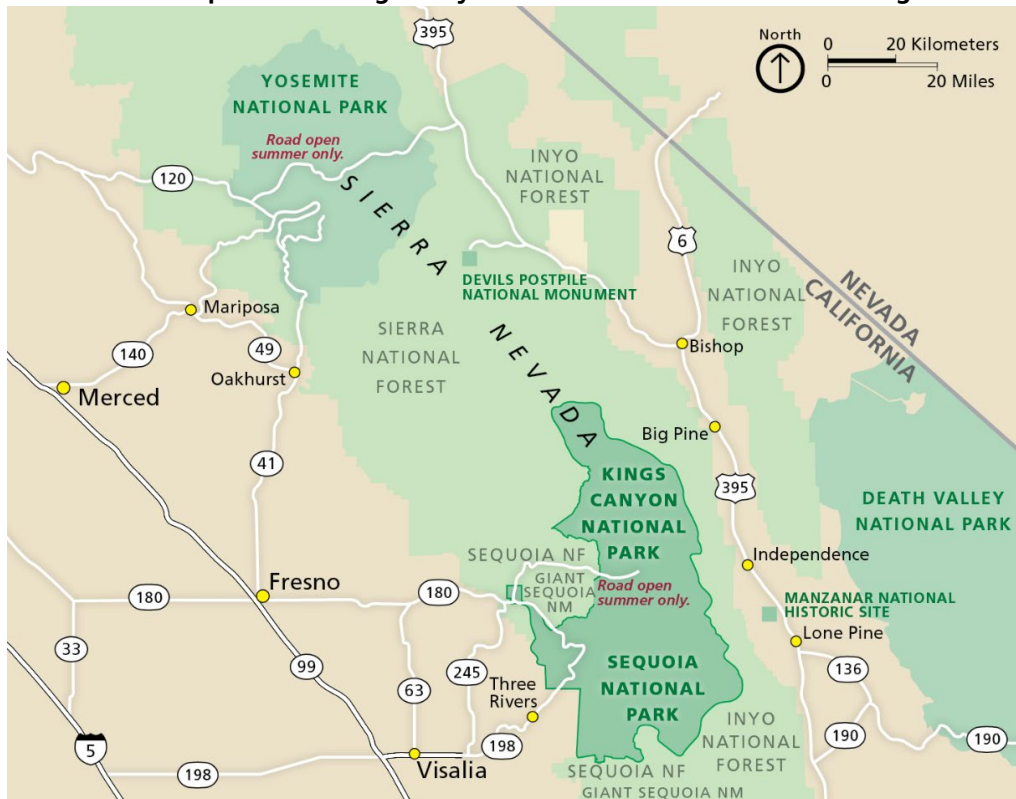 395
North
0 20 Kilometers
0 20 Miles
YOSEMITE
NATIONAL PARK
Road open
summer only.
INYO
NATIONAL
FOREST
120
SIERRA
6
DEVILS POSTPILE
NATIONAL MONUMENT
INYO
NATIONAL
FOREST
NEVADA
CALIFORNIA
Mariposa
SIERRA
NATIONAL
FOREST
NEVADA
Bishop
140
49
Oakhurst
Merced
Big Pine
41
KINGS
CANYON
NATIONAL
PARK
395
DEATH VALLEY
NATIONAL PARK
SEQUOIA NF
Independence
GIANT
SEQUOIA
NM
Road open
summer only.
Fresno
180
180
MANZANAR NATIONAL
HISTORIC SITE
Lone Pine
33
99
63
245
Three
Rivers
SEQUOIA
NATIONAL
PARK
136
INYO
NATIONAL
FOREST
190
190
5
198
Visalia
198
SEQUOIA NF
GIANT SEQUOIA NM